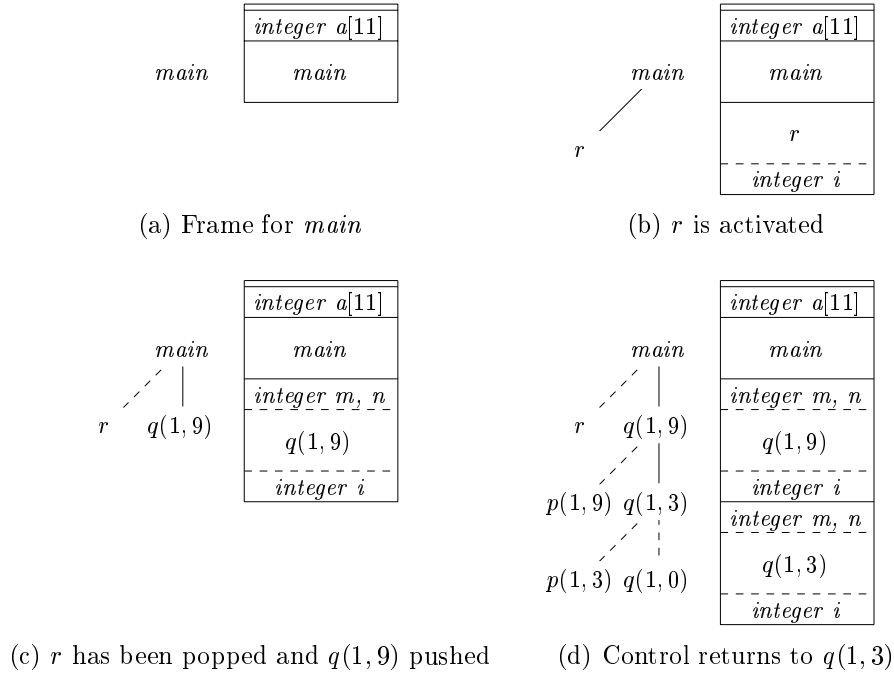 integer a[11]
main
main
(a) Frame for main
integer a[11]
main
main
r
r
integer i
(b) r is activated
integer a[11]
main
main
integer m, n
r
q(1, 9)
q(1, 9)
integer i
(c) r has been popped and q(1, 9) pushed
integer a[11]
main
main
integer m, n
r
q(1, 9)
q(1, 9)
integer i
p(1, 9)
q(1, 3)
integer m, n
q(1, 3)
p(1, 3)
q(1, 0)
integer i
(d) Control returns to q(1, 3)